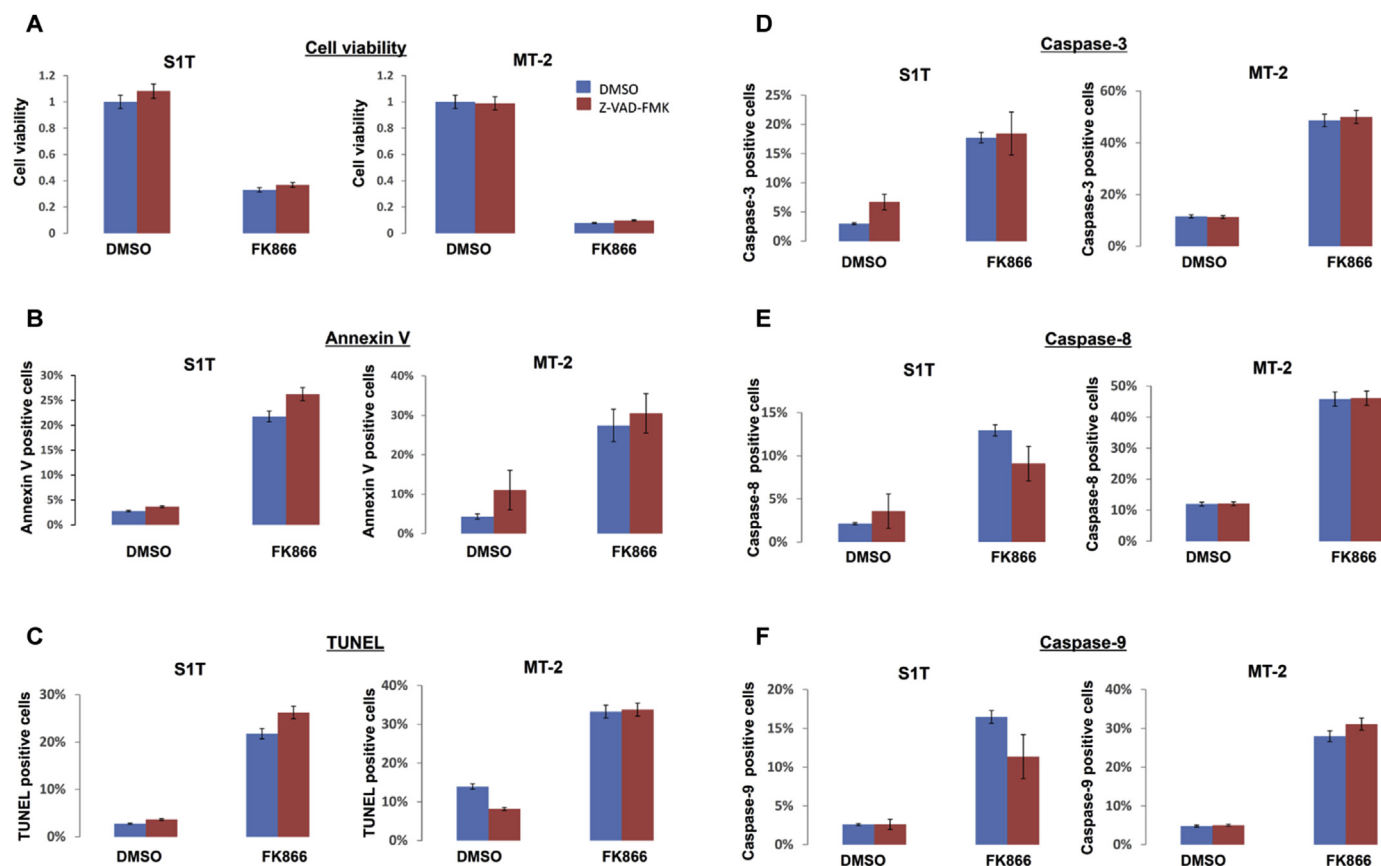 A
Cell viability
S1T
MT-2
Cell viability
1.2
1
0.8
0.6
0.4
0.2
0
DMSO
FK866
Cell viability
1.2
1
0.8
0.6
0.4
0.2
0
DMSO
FK866
DMSO
Z-VAD-FMK
B
Annexin V
S1T
MT-2
Annexin V positive cells
30%
25%
20%
15%
10%
5%
0%
DMSO
FK866
Annexin V positive cells
40%
30%
20%
10%
0%
DMSO
FK866
C
TUNEL
S1T
MT-2
TUNEL positive cells
30%
20%
10%
0%
DMSO
FK866
TUNEL positive cells
40%
30%
20%
10%
0%
DMSO
FK866
D
Caspase-3
S1T
MT-2
Caspase-3 positive cells
25%
20%
15%
10%
5%
0%
DMSO
FK866
Caspase-3 positive cells
60%
40%
20%
0%
DMSO
FK866
E
Caspase-8
S1T
MT-2
Caspase-8 positive cells
15%
10%
5%
0%
DMSO
FK866
Caspase-8 positive cells
50%
40%
30%
20%
10%
0%
DMSO
FK866
F
Caspase-9
S1T
MT-2
Caspase-9 positive cells
20%
15%
10%
5%
0%
DMSO
FK866
Caspase-9 positive cells
40%
30%
20%
10%
0%
DMSO
FK866